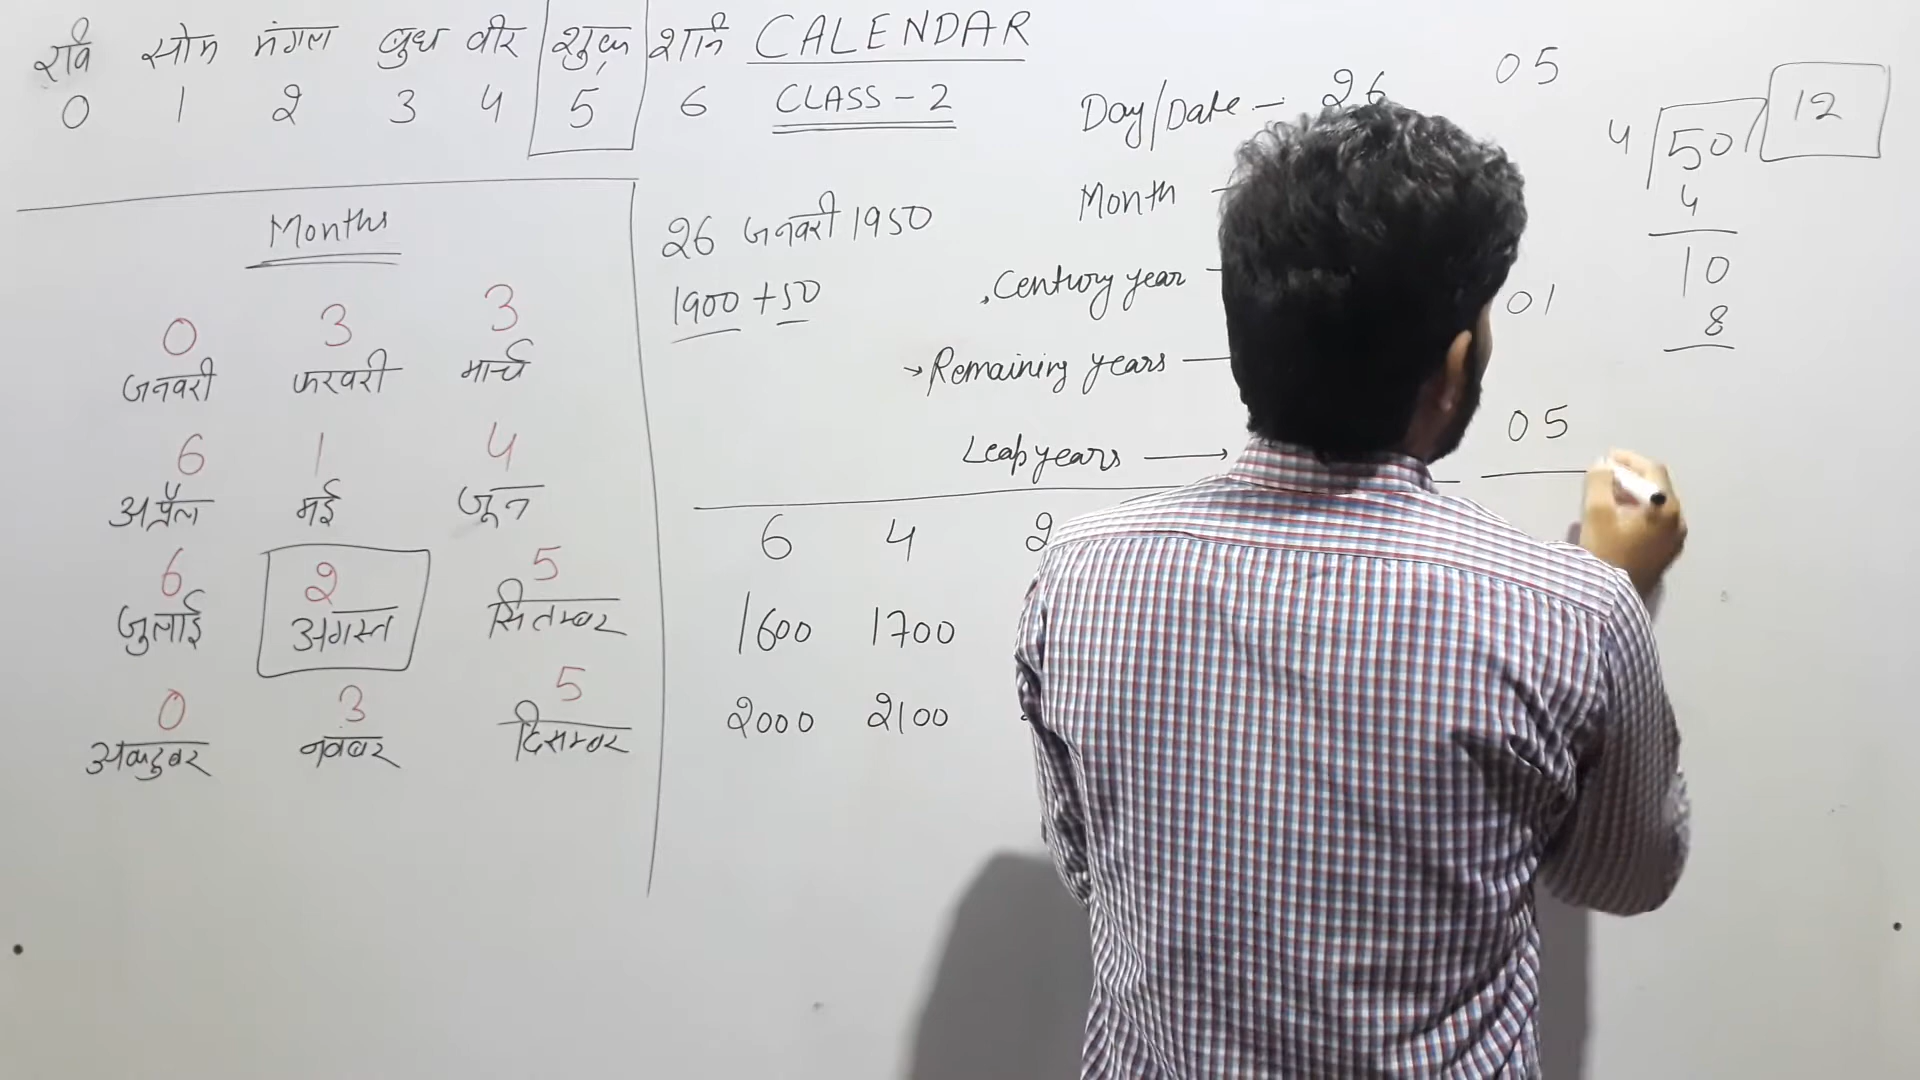 रवि सोम मंगल बुध वीर शुक्र शनि CALENDAR
0 1 2 3 4 5 6 CLASS - 2
Months
0 3 3
जनवरी फरवरी मार्च
6 1 4
अप्रैल मई जून
6 2 5
जुलाई अगस्त सितम्बर
0 3 5
अक्टुबर नवंबर दिसम्बर
26 जनवरी 1950
1900 + 50
Day/Date - 26 05
Month
Century year - 01
Remaining years
Leap years 05
6 4 2
1600 1700
2000 2100
4 50 12
4
10
8